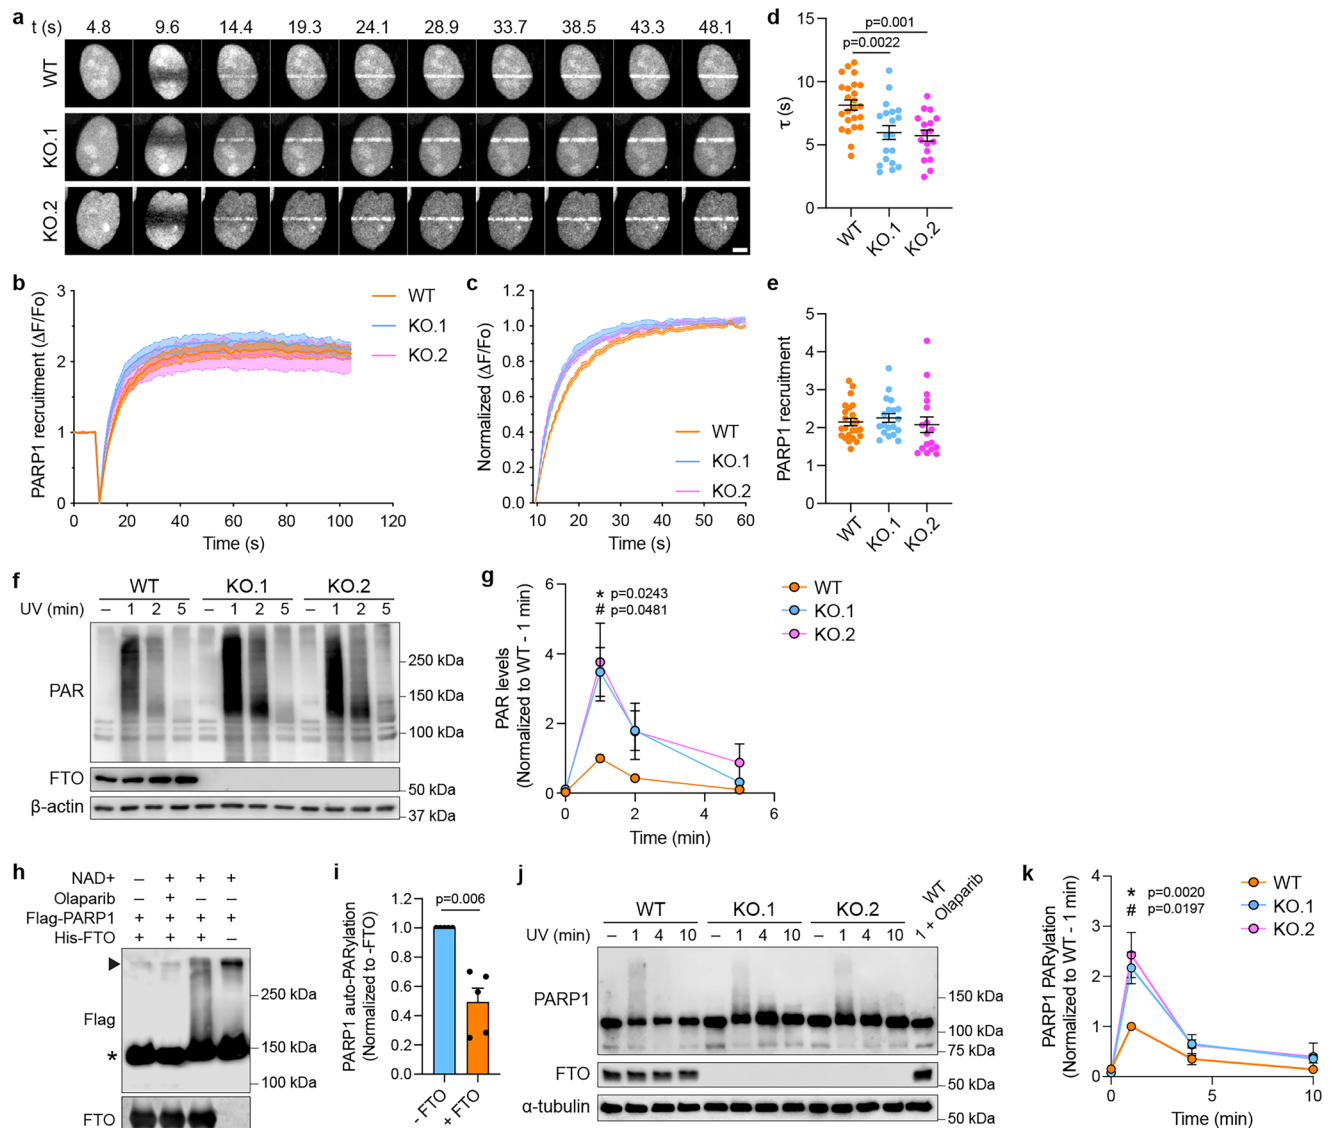 a
t (s) 4.8 9.6 14.4 19.3 24.1 28.9 33.7 38.5 43.3 48.1
WT
KO.1
KO.2
d
15
10
5
0
τ (s)
p=0.001
p=0.0022
WT KO.1 KO.2
b
3
2
1
0
PARP1 recruitment (ΔF/Fo)
0 20 40 60 80 100 120
Time (s)
WT
KO.1
KO.2
c
1.2
1.0
0.8
0.6
0.4
0.2
0.0
Normalized (ΔF/Fo)
10 20 30 40 50 60
Time (s)
WT
KO.1
KO.2
e
5
4
3
2
1
0
PARP1 recruitment
WT KO.1 KO.2
f
WT KO.1 KO.2
UV (min) – 1 2 5 – 1 2 5 – 1 2 5
PAR
250 kDa
150 kDa
100 kDa
FTO
50 kDa
β-actin
37 kDa
g
6
4
2
0
PAR levels
(Normalized to WT - 1 min)
* p=0.0243
# p=0.0481
0 2 4 6
Time (min)
WT
KO.1
KO.2
h
NAD+ – + + +
Olaparib – + – –
Flag-PARP1 + + + +
His-FTO + + + –
Flag
*
250 kDa
150 kDa
100 kDa
FTO
i
1.2
1.0
0.8
0.6
0.4
0.2
0.0
PARP1 auto-PARylation
(Normalized to -FTO)
p=0.006
- FTO + FTO
j
WT KO.1 KO.2
WT
1 + Olaparib
UV (min) – 1 4 10 – 1 4 10 – 1 4 10
PARP1
150 kDa
100 kDa
75 kDa
FTO
50 kDa
α-tubulin
50 kDa
k
4
3
2
1
0
PARP1 PARylation
(Normalized to WT - 1 min)
* p=0.0020
# p=0.0197
0 5 10
Time (min)
WT
KO.1
KO.2